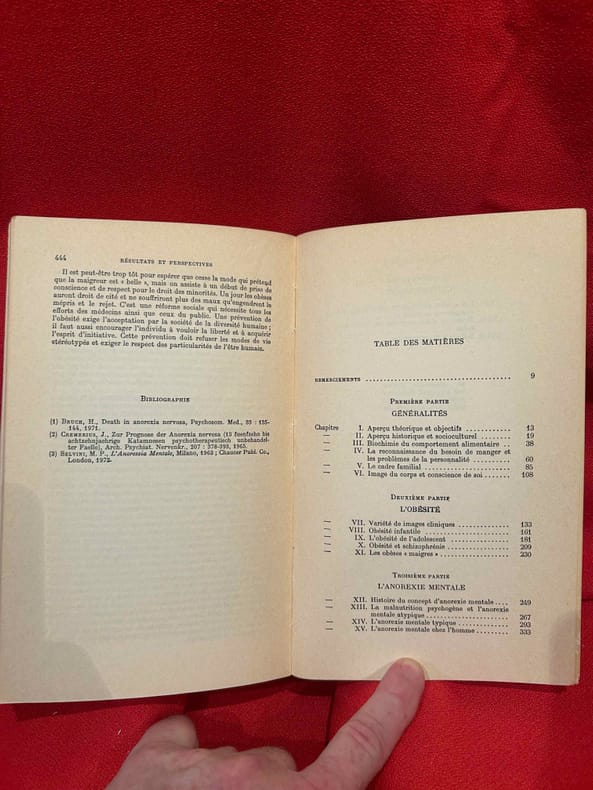 444
RÉSULTATS ET PERSPECTIVES
Il est peut-être trop tôt pour espérer que cesse la mode qui prétend
que la maigreur est « belle », mais on assiste à un début de prise de
conscience et de respect pour le droit des minorités. Un jour les obèses
auront droit de cité et ne souffriront plus des maux qu'engendrent le
mépris et le rejet. C'est une réforme sociale qui nécessite tous les
efforts des médecins ainsi que ceux du public. Une prévention de
l'obésité exige l'acceptation par la société de la diversité humaine ;
il faut aussi encourager l'individu à vouloir la liberté et à acquérir
l'esprit d'initiative. Cette prévention doit refuser les modes de vie
stéréotypés et exiger le respect des particularités de l'être humain.
BIBLIOGRAPHIE
(1) BRUCH, H., Death in anorexia nervosa, Psychosom. Med., 33 : 135-
144, 1971.
(2) CREMERIUS, J., Zur Prognose der Anorexia nervosa (13 fuenfzehn bis
achtzehnjaehrige Katamnesen psychotherapeutisch unbehandel-
ter Faelle), Arch. Psychiat. Nervenkr., 207 : 378-393, 1965.
(3) SELVINI, M. P., L'Anorexia Mentale, Milano, 1963 ; Chaucer Publ. Co.,
London, 1972.
TABLE DES MATIÈRES
REMERCIEMENTS ........ 9
PREMIÈRE PARTIE
GÉNÉRALITÉS
Chapitre I. Aperçu théorique et objectifs ........ 13
— II. Aperçu historique et socioculturel ........ 19
— III. Biochimie du comportement alimentaire .. 38
— IV. La reconnaissance du besoin de manger et
les problèmes de la personnalité ........ 60
— V. Le cadre familial ........ 85
— VI. Image du corps et conscience de soi ........ 108
DEUXIÈME PARTIE
L'OBÉSITÉ
— VII. Variété de images cliniques ........ 133
— VIII. Obésité infantile ........ 161
— IX. L'obésité de l'adolescent ........ 181
— X. Obésité et schizophrénie ........ 209
— XI. Les obèses « maigres » ........ 230
TROISIÈME PARTIE
L'ANOREXIE MENTALE
— XII. Histoire du concept d'anorexie mentale .... 249
— XIII. La malnutrition psychogène et l'anorexie
mentale atypique ........ 267
— XIV. L'anorexie mentale typique ........ 293
— XV. L'anorexie mentale chez l'homme ........ 333